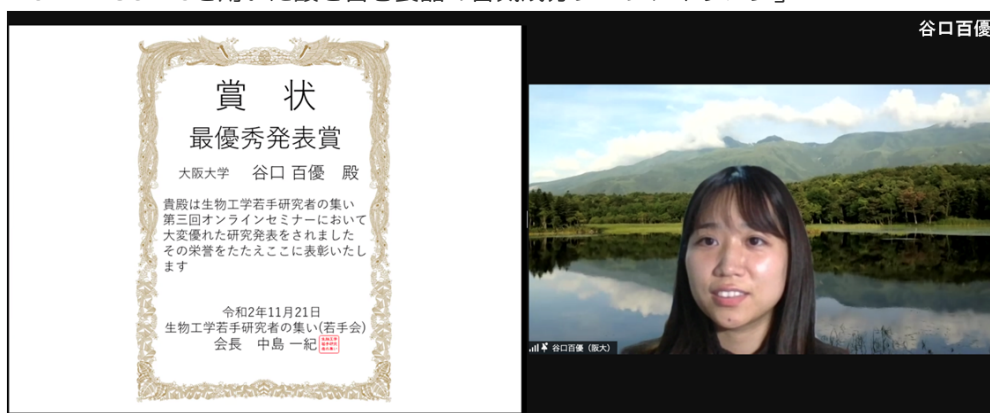 谷口百優
賞　状
最優秀発表賞
大阪大学　谷口 百優　殿
貴殿は生物工学若手研究者の集い
第三回オンラインセミナーにおいて
大変優れた研究発表をされました
その栄誉をたたえここに表彰いたし
ます
令和2年11月21日
生物工学若手研究者の集い(若手会)
会長　中島 一紀
谷口百優（阪大）